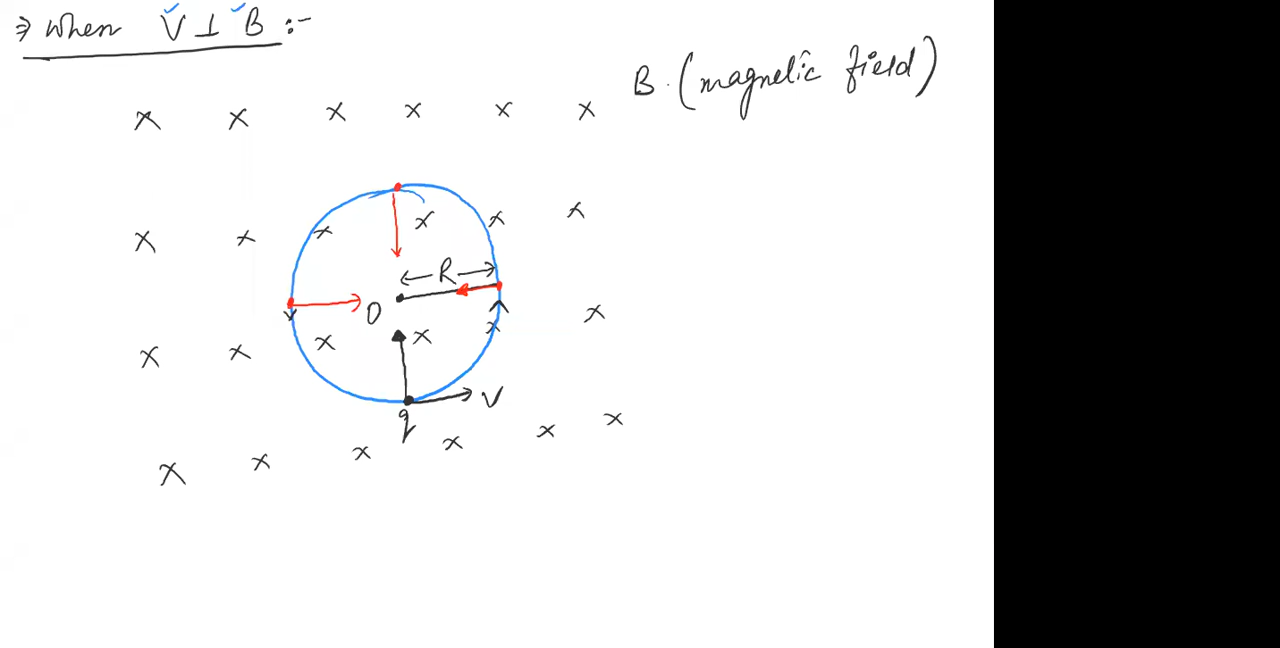 ⇒ When V ⊥ B :-
B. (magnetic field)
x x x x x x
x x x x x x
R
O
x x x x x x
x
V
q
x x x x x x